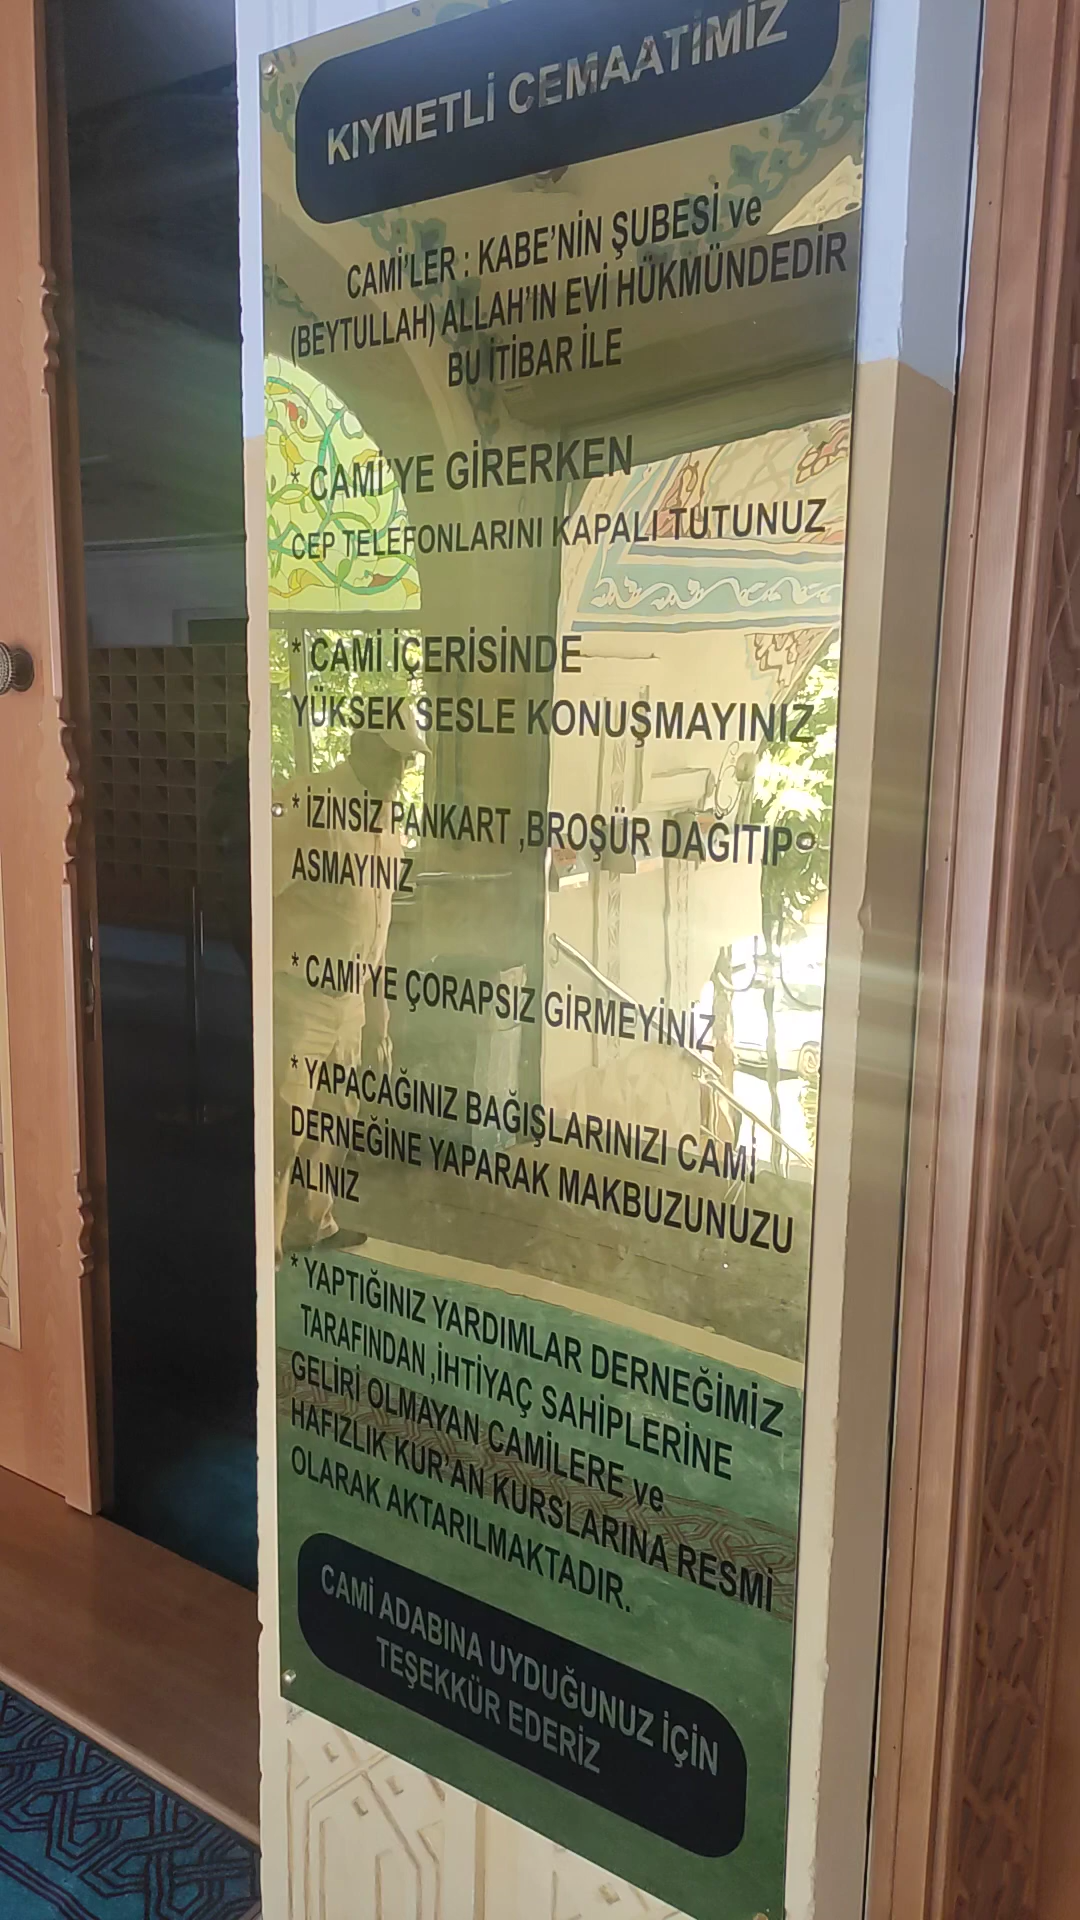 KIYMETLİ CEMAATİMİZ
CAMİ'LER : KABE'NİN ŞUBESİ ve
(BEYTULLAH) ALLAH'IN EVİ HÜKMÜNDEDİR
BU İTİBAR İLE
* CAMİ'YE GİRERKEN
CEP TELEFONLARINI KAPALI TUTUNUZ
* CAMİ İÇERİSİNDE
YÜKSEK SESLE KONUŞMAYINIZ
* İZİNSİZ PANKART ,BROŞÜR DAĞITIP
ASMAYINIZ
* CAMİ'YE ÇORAPSIZ GİRMEYİNİZ
* YAPACAĞINIZ BAĞIŞLARINIZI CAMİ
DERNEĞİNE YAPARAK MAKBUZUNUZU
ALINIZ
* YAPTIĞINIZ YARDIMLAR DERNEĞİMİZ
TARAFINDAN ,İHTİYAÇ SAHİPLERİNE
GELİRİ OLMAYAN CAMİLERE ve
HAFIZLIK KUR'AN KURSLARINA RESMİ
OLARAK AKTARILMAKTADIR.
CAMİ ADABINA UYDUĞUNUZ İÇİN
TEŞEKKÜR EDERİZ